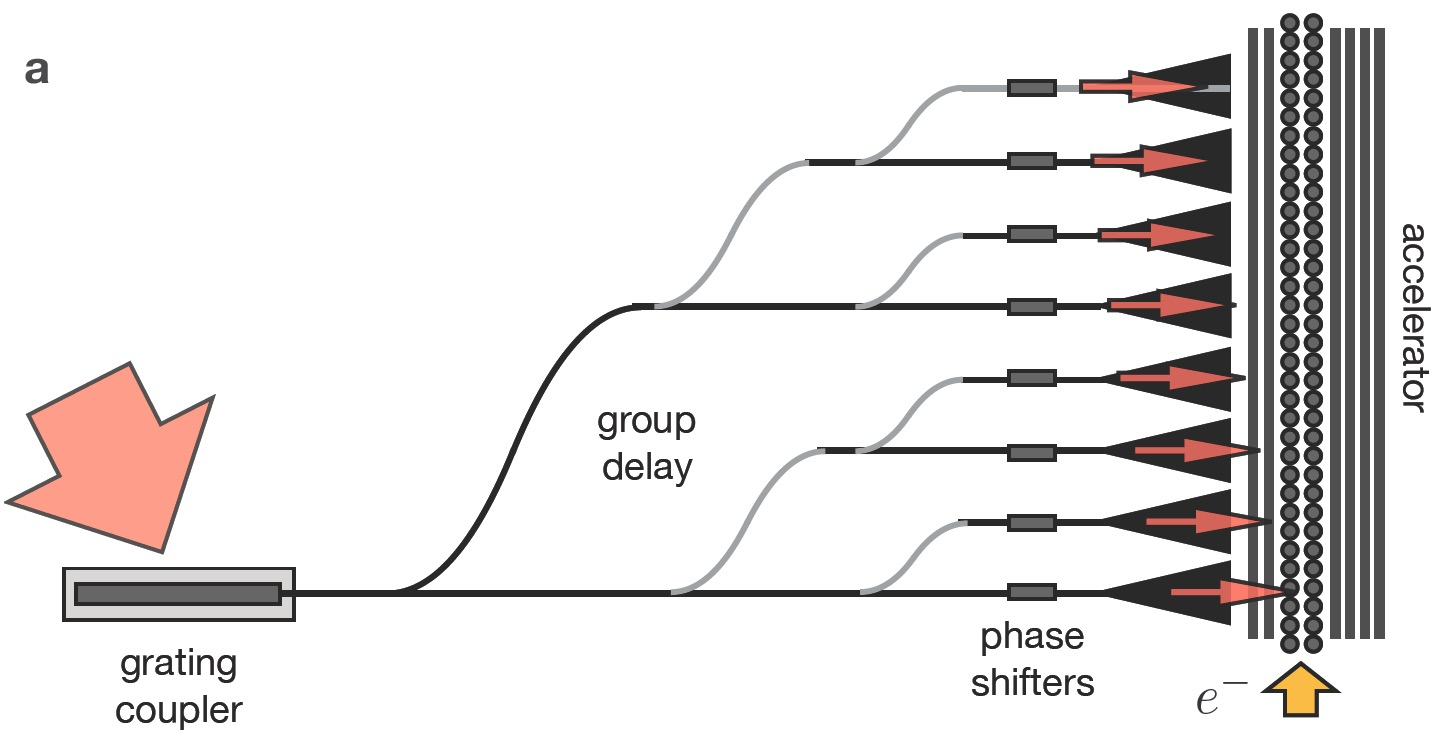 a
group
delay
accelerator
grating
coupler
phase
shifters
e⁻